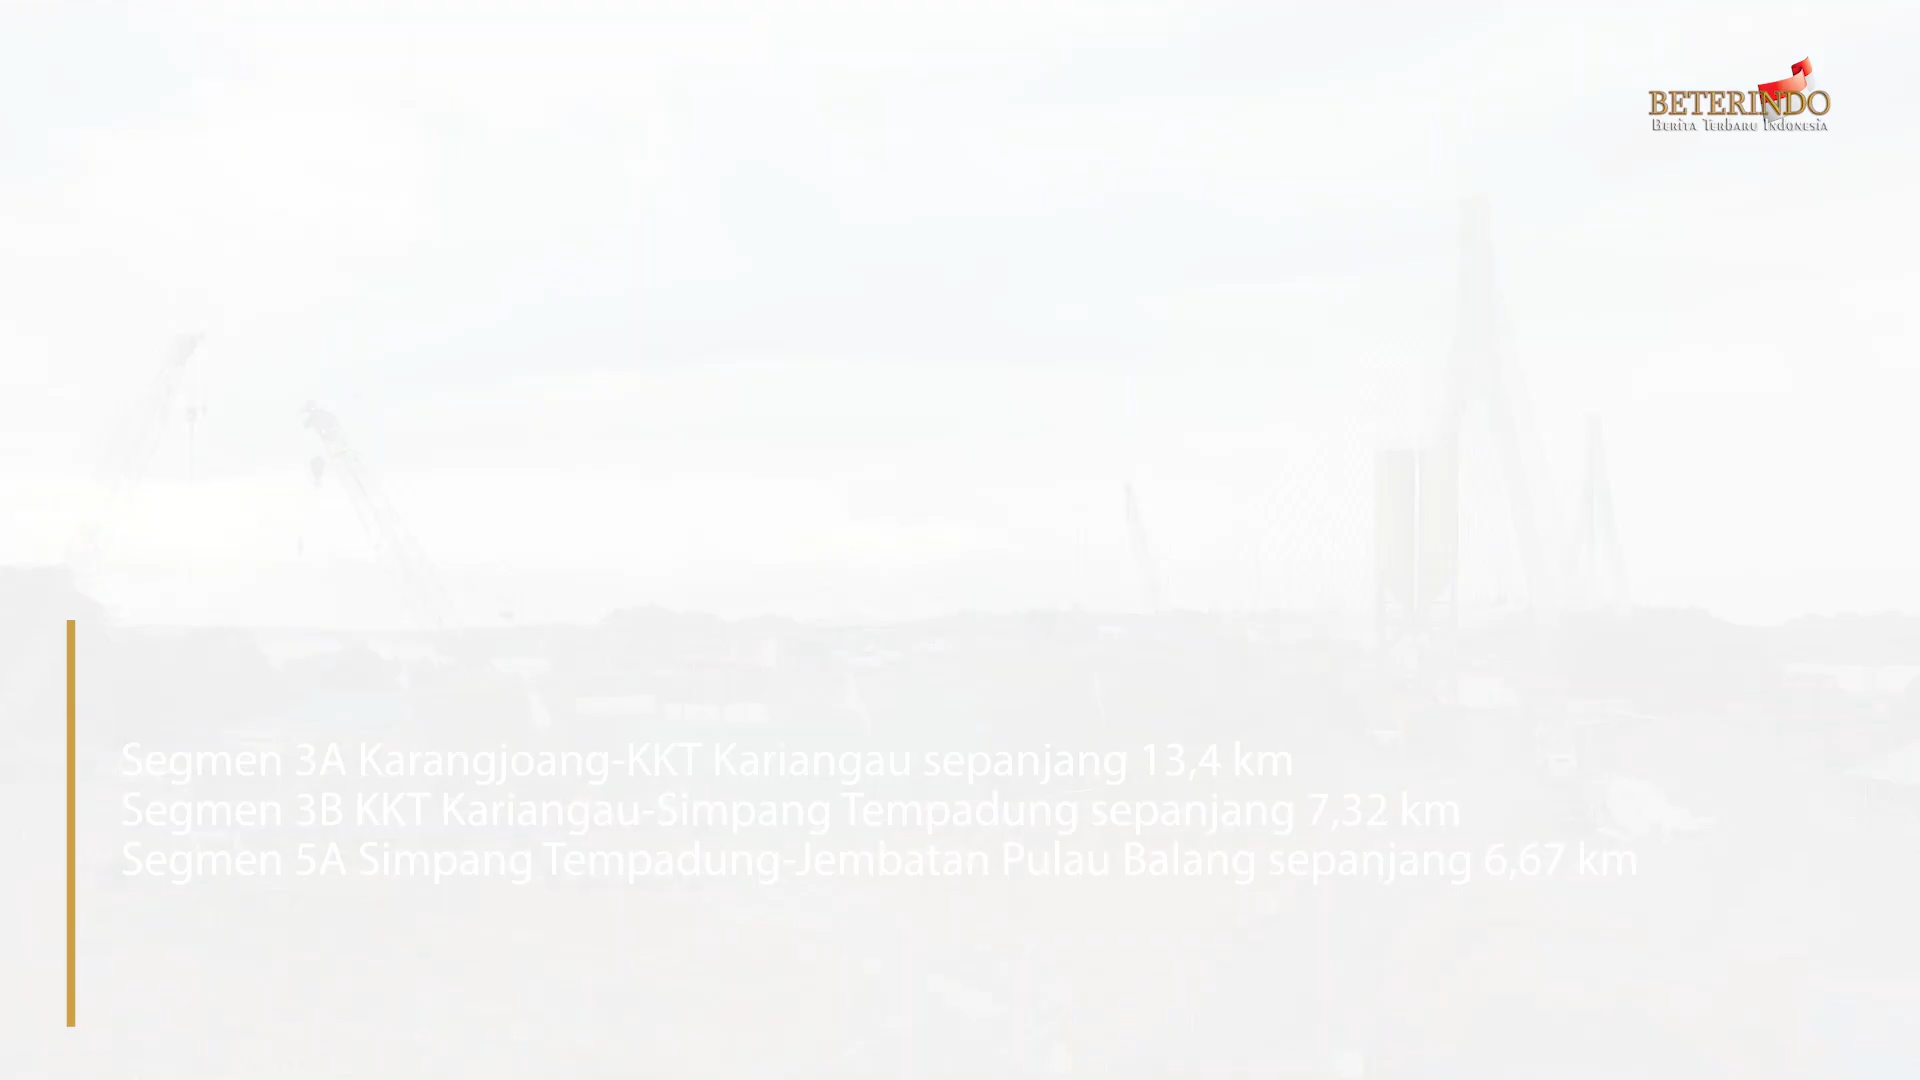 BETERINDO
Berita Terbaru Indonesia
Segmen 3A Karangjoang-KKT Kariangau sepanjang 13,4 km
Segmen 3B KKT Kariangau-Simpang Tempadung sepanjang 7,32 km
Segmen 5A Simpang Tempadung-Jembatan Pulau Balang sepanjang 6,67 km